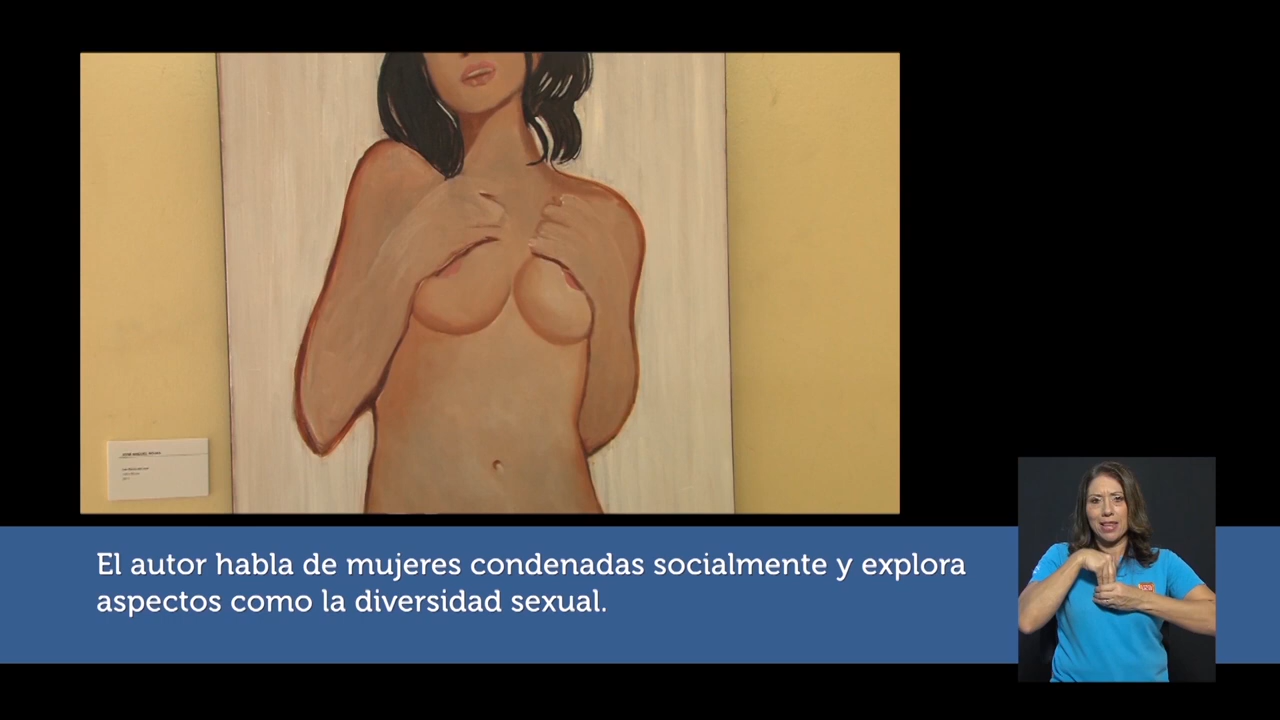 El autor habla de mujeres condenadas socialmente y explora
aspectos como la diversidad sexual.